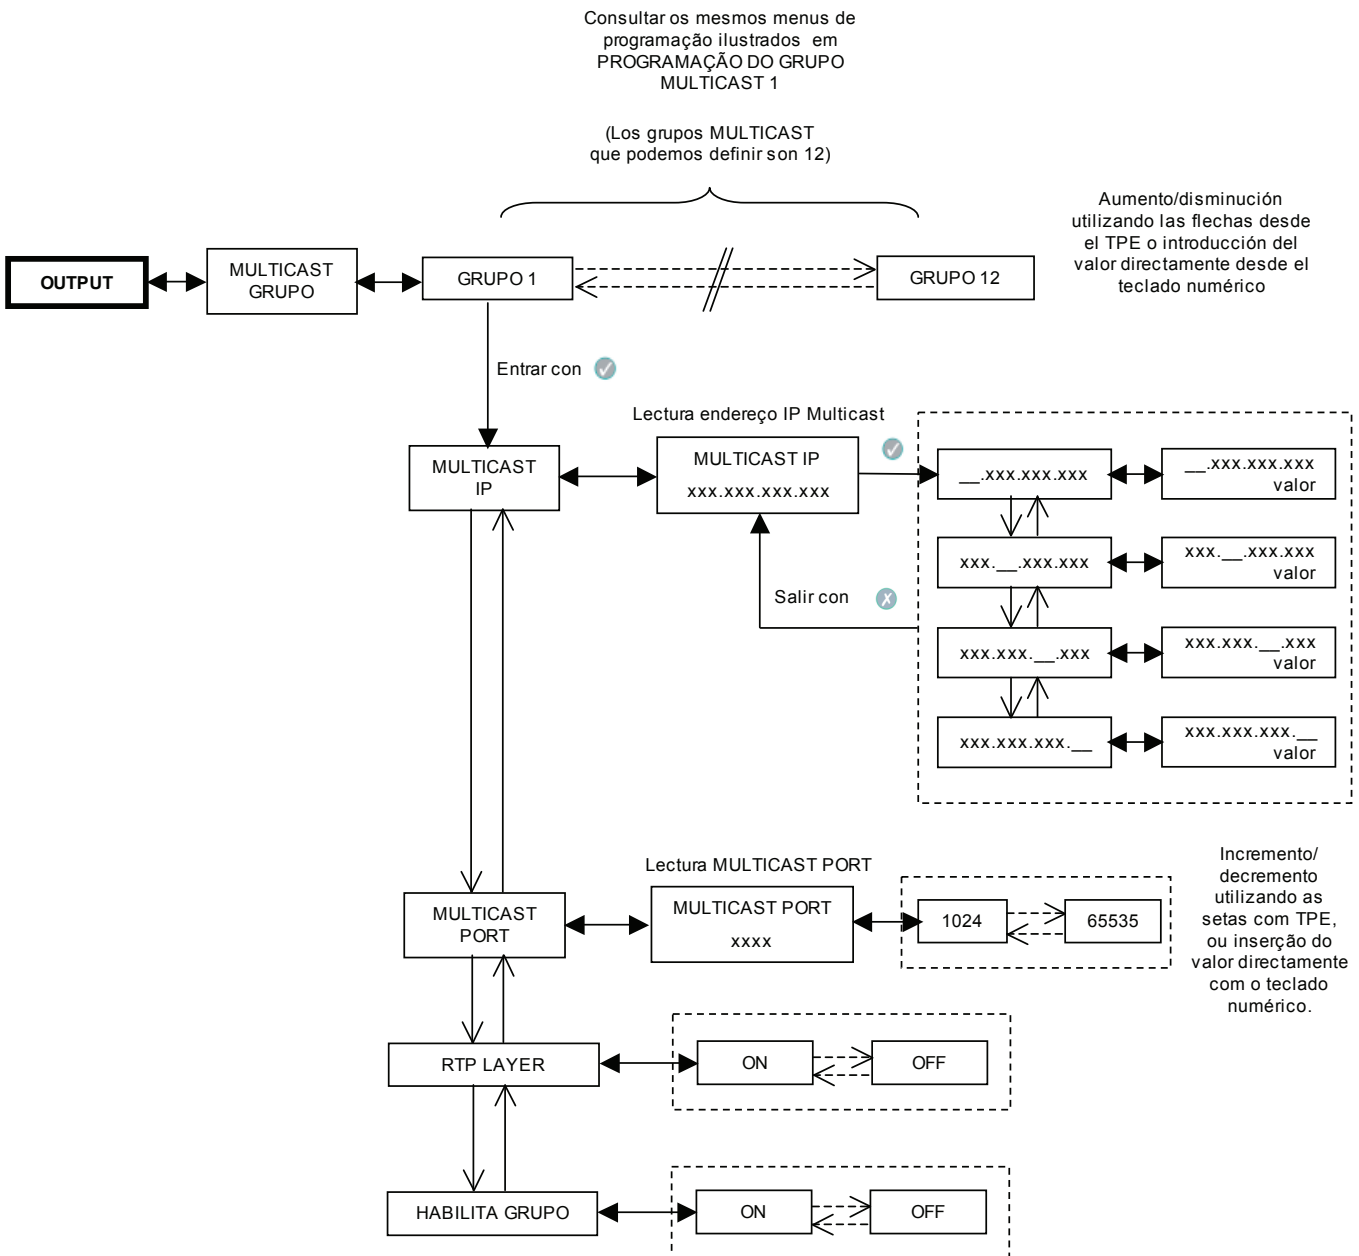 Consultar os mesmos menus de
programação ilustrados em
PROGRAMAÇÃO DO GRUPO
MULTICAST 1
(Los grupos MULTICAST
que podemos definir son 12)
Aumento/disminución
utilizando las flechas desde
el TPE o introducción del
valor directamente desde el
teclado numérico
OUTPUT
MULTICAST
GRUPO
GRUPO 1
GRUPO 12
Entrar con
Lectura endereço IP Multicast
MULTICAST
IP
MULTICAST IP
xxx.xxx.xxx.xxx
__.xxx.xxx.xxx
__.xxx.xxx.xxx
valor
xxx.__.xxx.xxx
xxx.__.xxx.xxx
valor
Salir con
xxx.xxx.__.xxx
xxx.xxx.__.xxx
valor
xxx.xxx.xxx.__
xxx.xxx.xxx.__
valor
Lectura MULTICAST PORT
MULTICAST
PORT
MULTICAST PORT
xxxx
1024
65535
Incremento/
decremento
utilizando as
setas com TPE,
ou inserção do
valor directamente
com o teclado
numérico.
RTP LAYER
ON
OFF
HABILITA GRUPO
ON
OFF